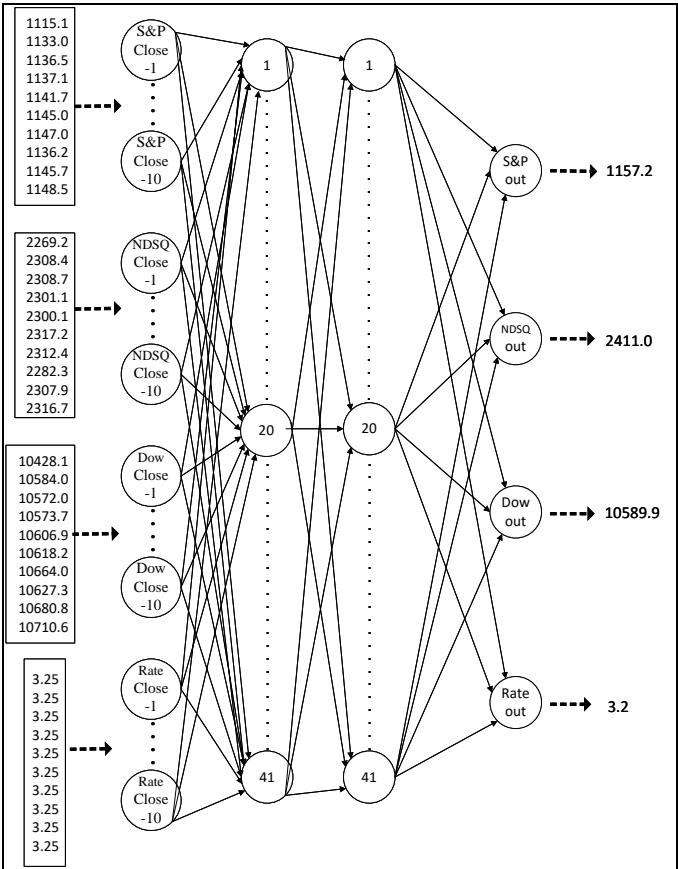 1115.1
1133.0
1136.5
1137.1
1141.7
1145.0
1147.0
1136.2
1145.7
1148.5
2269.2
2308.4
2308.7
2301.1
2300.1
2317.2
2312.4
2282.3
2307.9
2316.7
10428.1
10584.0
10572.0
10573.7
10606.9
10618.2
10664.0
10627.3
10680.8
10710.6
3.25
3.25
3.25
3.25
3.25
3.25
3.25
3.25
3.25
3.25
S&P
Close
-1
S&P
Close
-10
NDSQ
Close
-1
NDSQ
Close
-10
Dow
Close
-1
Dow
Close
-10
Rate
Close
-1
Rate
Close
-10
1
20
41
1
20
41
S&P
out
NDSQ
out
Dow
out
Rate
out
1157.2
2411.0
10589.9
3.2